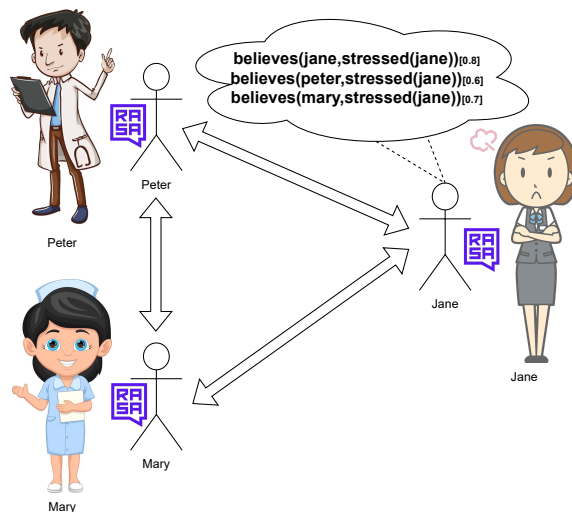 believes(jane,stressed(jane))[0.8]
believes(peter,stressed(jane))[0.6]
believes(mary,stressed(jane))[0.7]
RA
SA
Peter
Peter
RA
SA
Jane
Jane
RA
SA
Mary
Mary